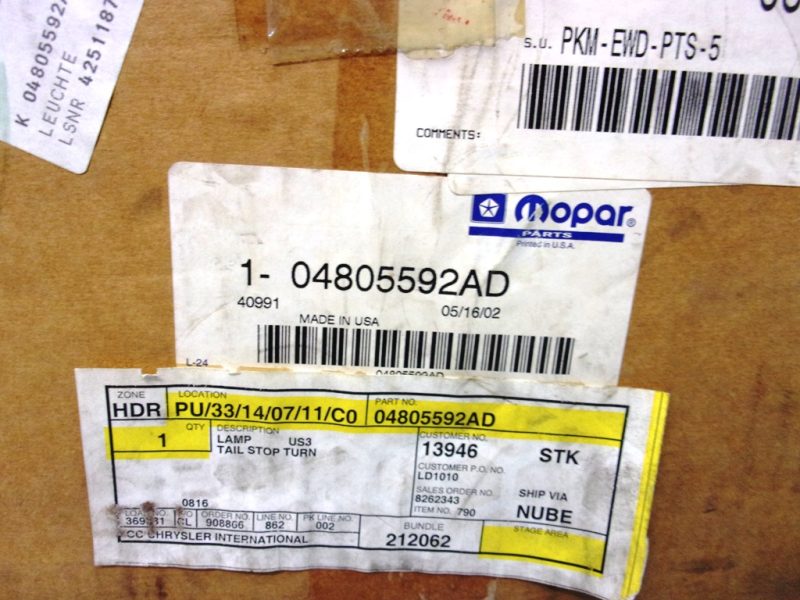 K 04805592A
LEUCHTE
LSNR 4251187
S.U. PKM-EWD-PTS-5
COMMENTS:
Mopar®
PARTS
Printed in U.S.A.
1- 04805592AD
40991 05/16/02
MADE IN USA
L-24
04805592AD
ZONE LOCATION PART NO.
HDR PU/33/14/07/11/C0 04805592AD
QTY DESCRIPTION CUSTOMER NO.
1 LAMP US3 13946 STK
TAIL STOP TURN
CUSTOMER P.O. NO.
LD1010
SALES ORDER NO. SHIP VIA
8262343
ITEM NO. 790 NUBE
0816
ORDER NO. LINE NO. PK LINE NO. BUNDLE STAGE AREA
CL 908866 862 002 212062
CC CHRYSLER INTERNATIONAL